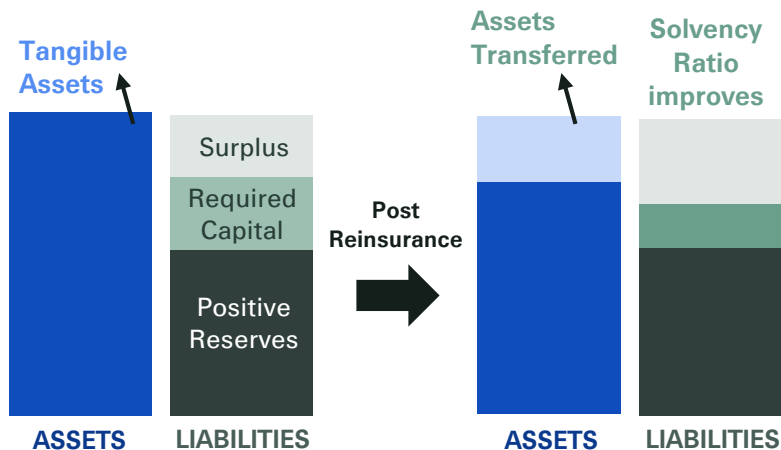 Tangible
Assets
Surplus
Required
Capital
Positive
Reserves
ASSETS
LIABILITIES
Post
Reinsurance
Assets
Transferred
Solvency
Ratio
improves
ASSETS
LIABILITIES